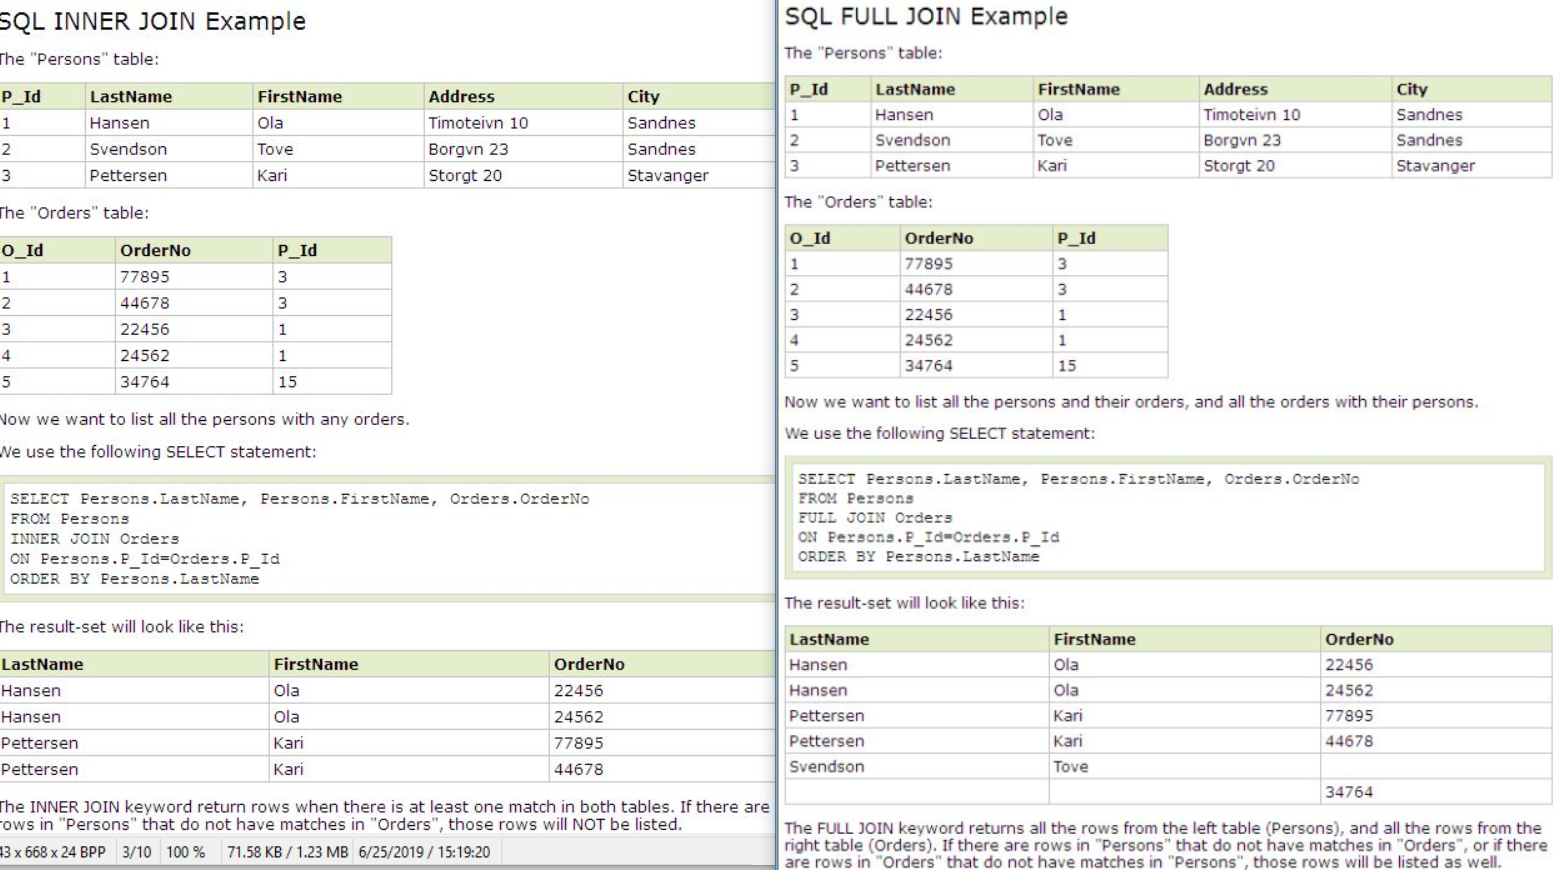 SQL INNER JOIN Example
The "Persons" table:
P_Id LastName FirstName Address City
1 Hansen Ola Timoteivn 10 Sandnes
2 Svendson Tove Borgvn 23 Sandnes
3 Pettersen Kari Storgt 20 Stavanger
The "Orders" table:
O_Id OrderNo P_Id
1 77895 3
2 44678 3
3 22456 1
4 24562 1
5 34764 15
Now we want to list all the persons with any orders.
We use the following SELECT statement:
SELECT Persons.LastName, Persons.FirstName, Orders.OrderNo
FROM Persons
INNER JOIN Orders
ON Persons.P_Id=Orders.P_Id
ORDER BY Persons.LastName
The result-set will look like this:
LastName FirstName OrderNo
Hansen Ola 22456
Hansen Ola 24562
Pettersen Kari 77895
Pettersen Kari 44678
The INNER JOIN keyword return rows when there is at least one match in both tables. If there are
rows in "Persons" that do not have matches in "Orders", those rows will NOT be listed.
43 x 668 x 24 BPP 3/10 100 % 71.58 KB / 1.23 MB 6/25/2019 / 15:19:20
SQL FULL JOIN Example
The "Persons" table:
P_Id LastName FirstName Address City
1 Hansen Ola Timoteivn 10 Sandnes
2 Svendson Tove Borgvn 23 Sandnes
3 Pettersen Kari Storgt 20 Stavanger
The "Orders" table:
O_Id OrderNo P_Id
1 77895 3
2 44678 3
3 22456 1
4 24562 1
5 34764 15
Now we want to list all the persons and their orders, and all the orders with their persons.
We use the following SELECT statement:
SELECT Persons.LastName, Persons.FirstName, Orders.OrderNo
FROM Persons
FULL JOIN Orders
ON Persons.P_Id=Orders.P_Id
ORDER BY Persons.LastName
The result-set will look like this:
LastName FirstName OrderNo
Hansen Ola 22456
Hansen Ola 24562
Pettersen Kari 77895
Pettersen Kari 44678
Svendson Tove
34764
The FULL JOIN keyword returns all the rows from the left table (Persons), and all the rows from the
right table (Orders). If there are rows in "Persons" that do not have matches in "Orders", or if there
are rows in "Orders" that do not have matches in "Persons", those rows will be listed as well.